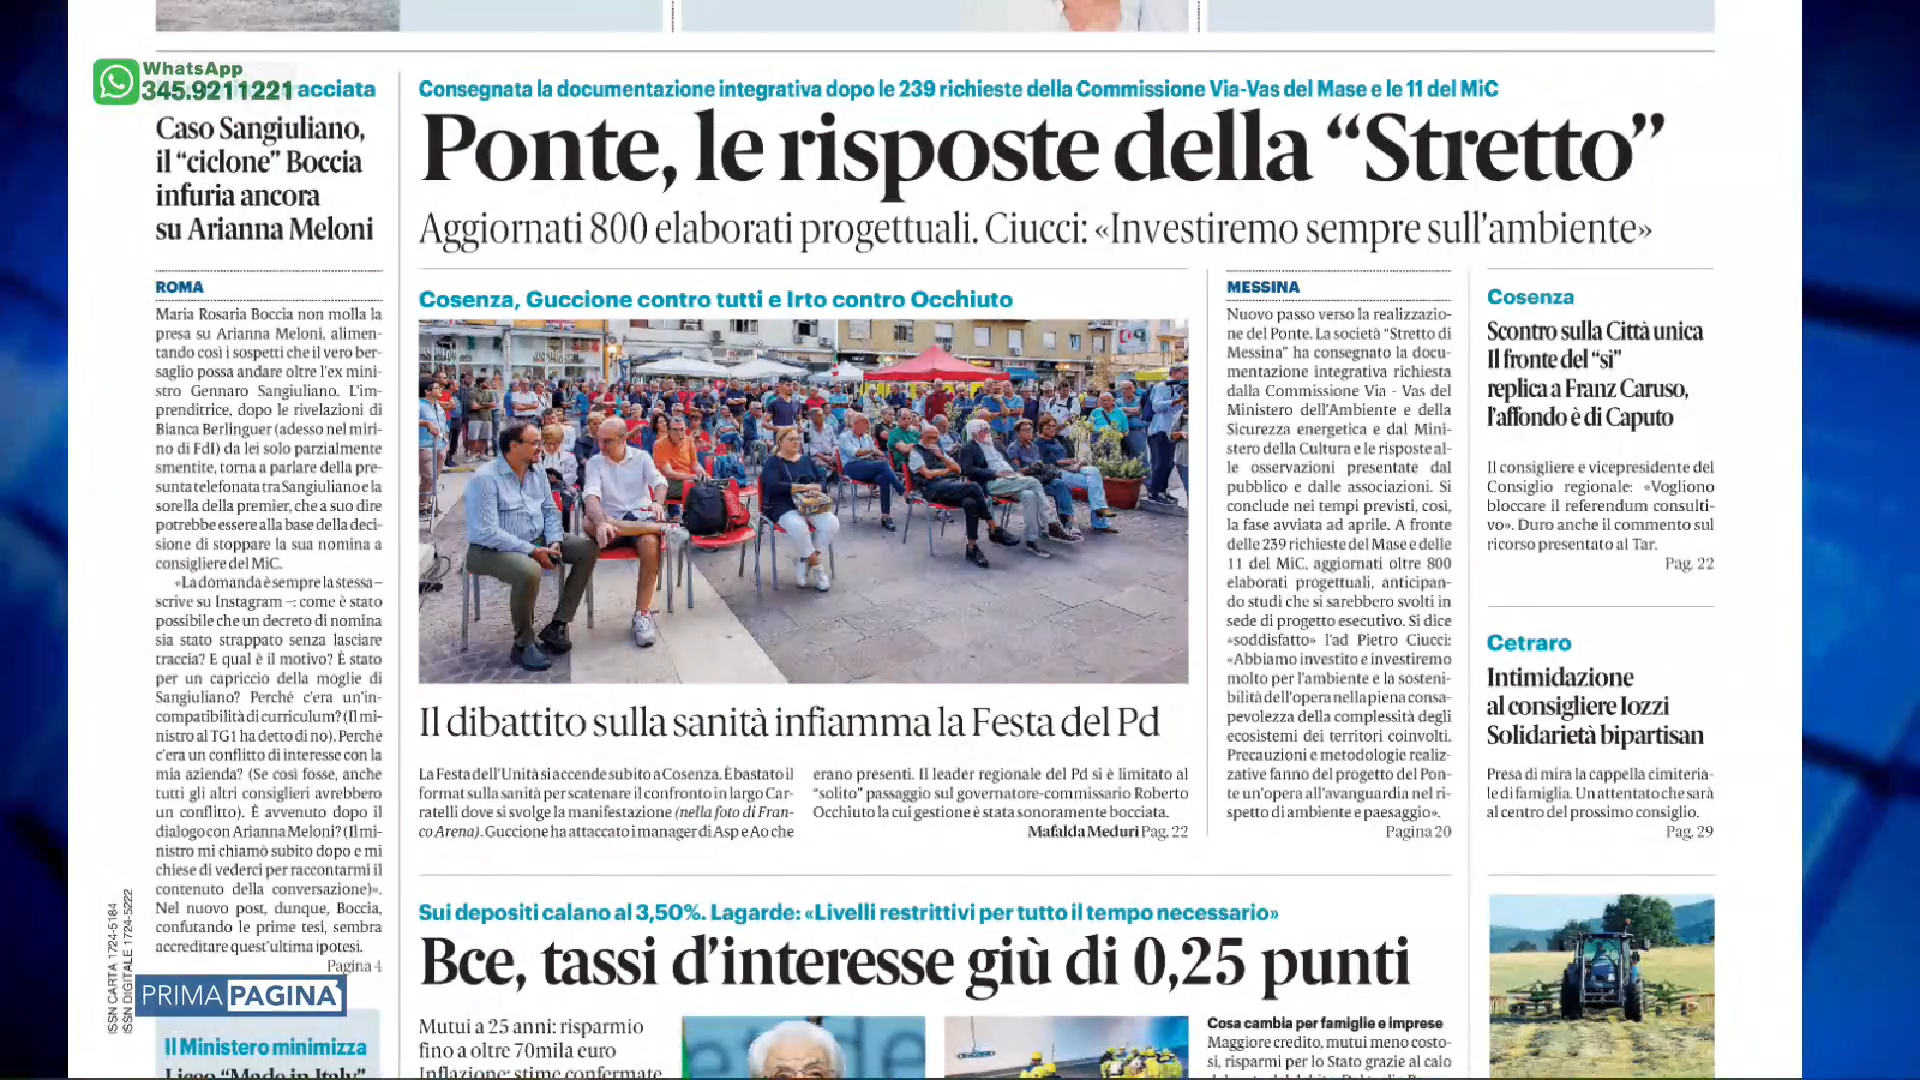 WhatsApp
345.9211221
acciata
Caso Sangiuliano,
il “ciclone” Boccia
infuria ancora
su Arianna Meloni
ROMA
Maria Rosaria Boccia non molla la
presa su Arianna Meloni, alimen-
tando così i sospetti che il vero ber-
saglio possa andare oltre l'ex mini-
stro Gennaro Sangiuliano. L'im-
prenditrice, dopo le rivelazioni di
Bianca Berlinguer (adesso nel miri-
no di FdI) da lei solo parzialmente
smentite, torna a parlare della pre-
sunta telefonata tra Sangiuliano e la
sorella della premier, che a suo dire
potrebbe essere alla base della deci-
sione di stoppare la sua nomina a
consigliere del MiC.
«La domanda è sempre la stessa –
scrive su Instagram –: come è stato
possibile che un decreto di nomina
sia stato strappato senza lasciare
traccia? E qual è il motivo? È stato
per un capriccio della moglie di
Sangiuliano? Perché c'era un'in-
compatibilità di curriculum? (Il mi-
nistro al TG1 ha detto di no). Perché
c'era un conflitto di interesse con la
mia azienda? (Se così fosse, anche
tutti gli altri consiglieri avrebbero
un conflitto). È avvenuto dopo il
dialogo con Arianna Meloni? (Il mi-
nistro mi chiamò subito dopo e mi
chiese di vederci per raccontarmi il
contenuto della conversazione)».
Nel nuovo post, dunque, Boccia,
confutando le prime tesi, sembra
accreditare quest'ultima ipotesi.
Pagina 4
ISSN CARTA 1724-5184
ISSN DIGITALE 1724-5222
PRIMA PAGINA
Il Ministero minimizza
Liceo “Made in Italy”
Consegnata la documentazione integrativa dopo le 239 richieste della Commissione Via-Vas del Mase e le 11 del MiC
Ponte, le risposte della “Stretto”
Aggiornati 800 elaborati progettuali. Ciucci: «Investiremo sempre sull'ambiente»
Cosenza, Guccione contro tutti e Irto contro Occhiuto
Il dibattito sulla sanità infiamma la Festa del Pd
La Festa dell'Unità si accende subito a Cosenza. È bastato il
format sulla sanità per scatenare il confronto in largo Car-
ratelli dove si svolge la manifestazione (nella foto di Fran-
co Arena). Guccione ha attaccato i manager di Asp e Ao che
erano presenti. Il leader regionale del Pd si è limitato al
“solito” passaggio sul governatore-commissario Roberto
Occhiuto la cui gestione è stata sonoramente bocciata.
Mafalda Meduri Pag. 22
MESSINA
Nuovo passo verso la realizzazio-
ne del Ponte. La società “Stretto di
Messina” ha consegnato la docu-
mentazione integrativa richiesta
dalla Commissione Via - Vas del
Ministero dell'Ambiente e della
Sicurezza energetica e dal Mini-
stero della Cultura e le risposte al-
le osservazioni presentate dal
pubblico e dalle associazioni. Si
conclude nei tempi previsti, così,
la fase avviata ad aprile. A fronte
delle 239 richieste del Mase e delle
11 del MiC, aggiornati oltre 800
elaborati progettuali, anticipan-
do studi che si sarebbero svolti in
sede di progetto esecutivo. Si dice
«soddisfatto» l'ad Pietro Ciucci:
«Abbiamo investito e investiremo
molto per l'ambiente e la sosteni-
bilità dell'opera nella piena consa-
pevolezza della complessità degli
ecosistemi dei territori coinvolti.
Precauzioni e metodologie realiz-
zative fanno del progetto del Pon-
te un'opera all'avanguardia nel ri-
spetto di ambiente e paesaggio».
Pagina 20
Cosenza
Scontro sulla Città unica
Il fronte del “sì”
replica a Franz Caruso,
l'affondo è di Caputo
Il consigliere e vicepresidente del
Consiglio regionale: «Vogliono
bloccare il referendum consulti-
vo». Duro anche il commento sul
ricorso presentato al Tar.
Pag. 22
Cetraro
Intimidazione
al consigliere Iozzi
Solidarietà bipartisan
Presa di mira la cappella cimiteria-
le di famiglia. Un attentato che sarà
al centro del prossimo consiglio.
Pag. 29
Sui depositi calano al 3,50%. Lagarde: «Livelli restrittivi per tutto il tempo necessario»
Bce, tassi d'interesse giù di 0,25 punti
Mutui a 25 anni: risparmio
fino a oltre 70mila euro
Inflazione: stime confermate
Cosa cambia per famiglie e imprese
Maggiore credito, mutui meno costo-
si, risparmi per lo Stato grazie al calo